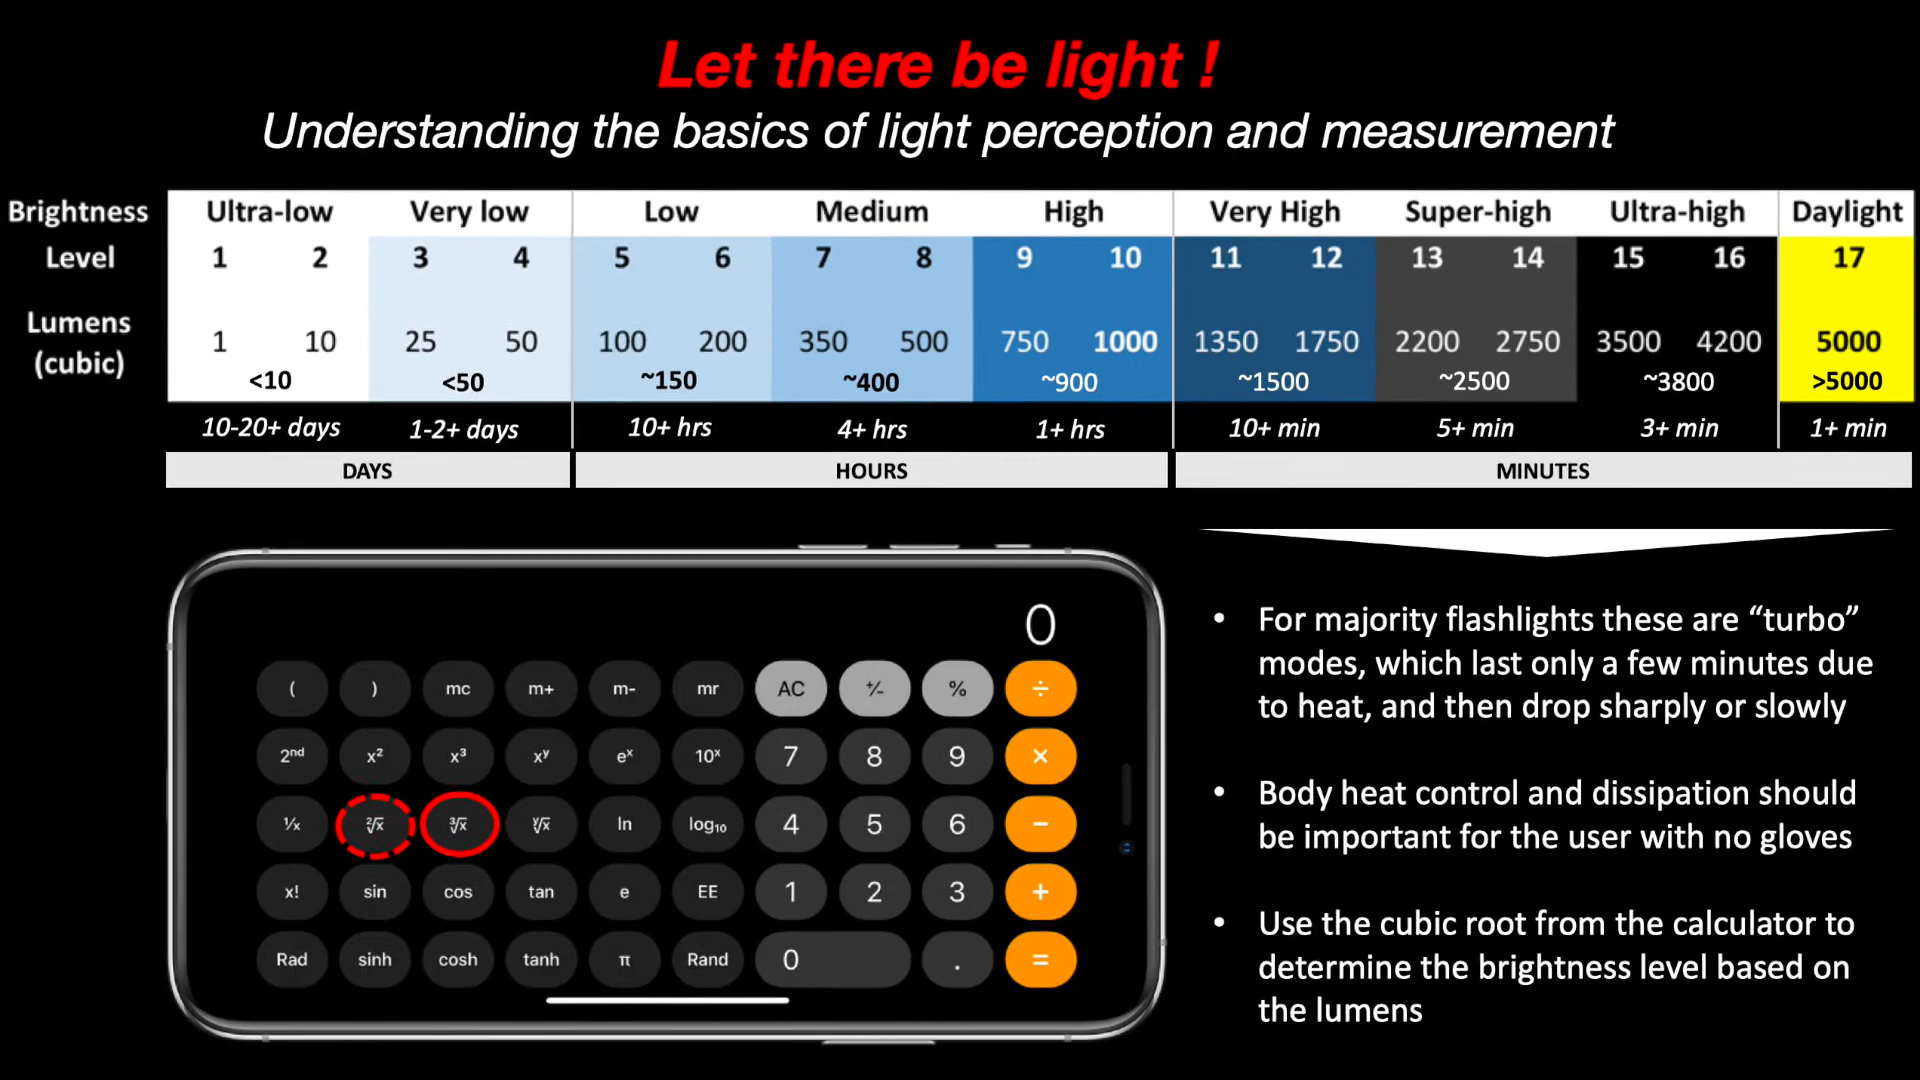 Let there be light !
Understanding the basics of light perception and measurement
Brightness Ultra-low Very low Low Medium High Very High Super-high Ultra-high Daylight
Level 1 2 3 4 5 6 7 8 9 10 11 12 13 14 15 16 17
Lumens (cubic) 1 10 25 50 100 200 350 500 750 1000 1350 1750 2200 2750 3500 4200 5000
<10 <50 ~150 ~400 ~900 ~1500 ~2500 ~3800 >5000
10-20+ days 1-2+ days 10+ hrs 4+ hrs 1+ hrs 10+ min 5+ min 3+ min 1+ min
DAYS HOURS MINUTES
0
( ) mc m+ m- mr AC +/- % ÷
2nd x² x³ xʸ eˣ 10ˣ 7 8 9 ×
1/x ²√x ³√x ʸ√x ln log₁₀ 4 5 6 −
x! sin cos tan e EE 1 2 3 +
Rad sinh cosh tanh π Rand 0 . =
• For majority flashlights these are “turbo”
modes, which last only a few minutes due
to heat, and then drop sharply or slowly
• Body heat control and dissipation should
be important for the user with no gloves
• Use the cubic root from the calculator to
determine the brightness level based on
the lumens